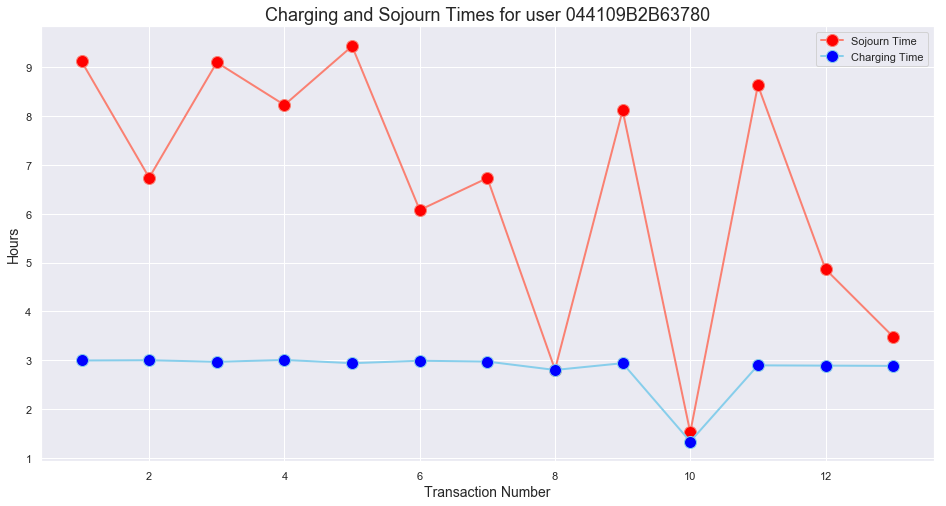 Charging and Sojourn Times for user 044109B2B63780
Sojourn Time
Charging Time
Hours
9
8
7
6
5
4
3
2
1
2 4 6 8 10 12
Transaction Number